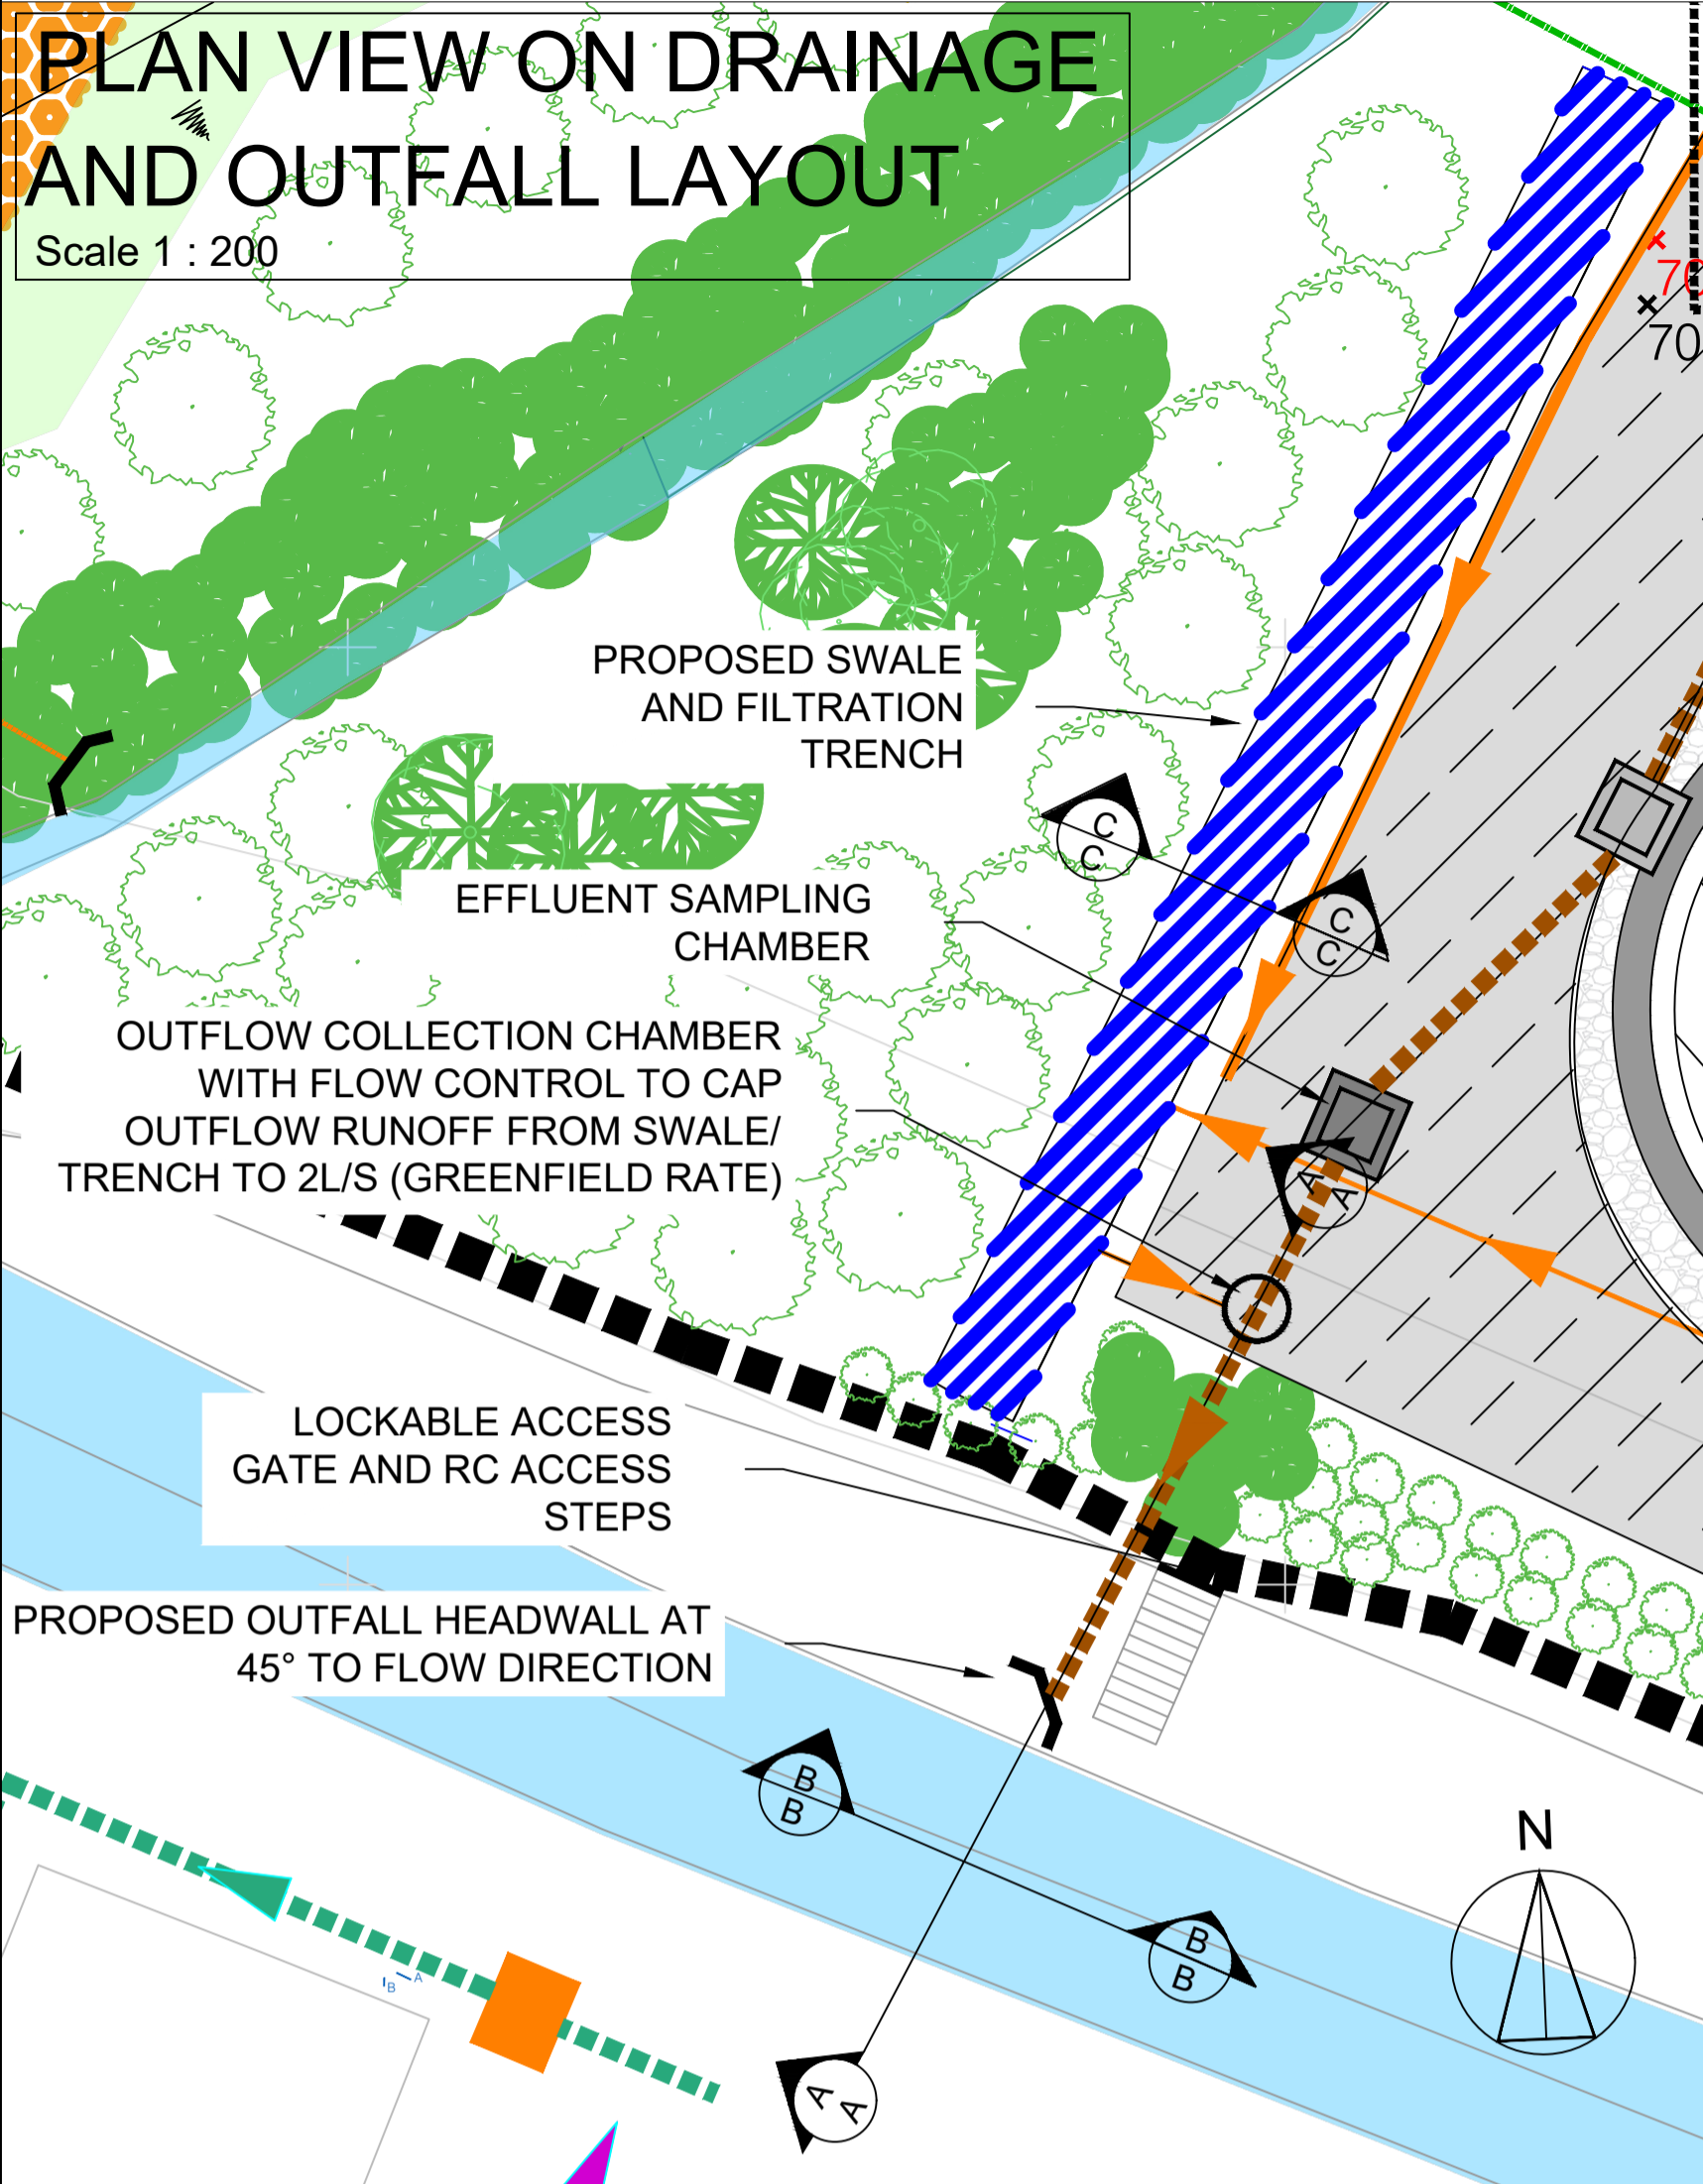 PLAN VIEW ON DRAINAGE
AND OUTFALL LAYOUT
Scale 1 : 200
70
70
PROPOSED SWALE
AND FILTRATION
TRENCH
C
C
EFFLUENT SAMPLING
CHAMBER
C
C
OUTFLOW COLLECTION CHAMBER
WITH FLOW CONTROL TO CAP
OUTFLOW RUNOFF FROM SWALE/
TRENCH TO 2L/S (GREENFIELD RATE)
A
A
LOCKABLE ACCESS
GATE AND RC ACCESS
STEPS
PROPOSED OUTFALL HEADWALL AT
45° TO FLOW DIRECTION
B
B
N
B
B
B
A
A
A